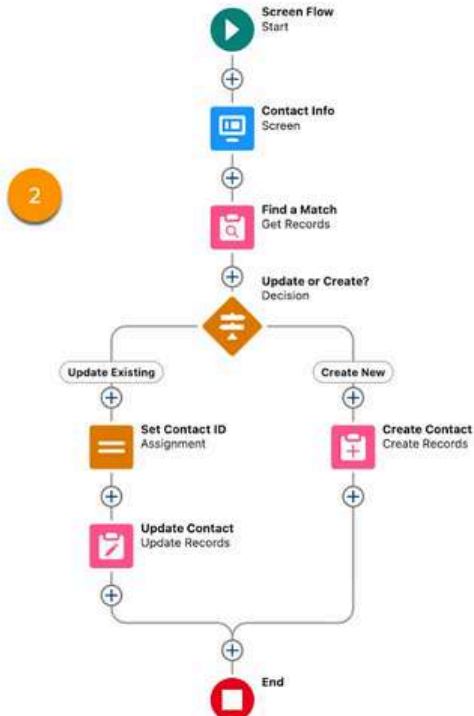 Screen Flow
Start
Contact Info
Screen
2
Find a Match
Get Records
Update or Create?
Decision
Update Existing
Create New
Set Contact ID
Assignment
Create Contact
Create Records
Update Contact
Update Records
End